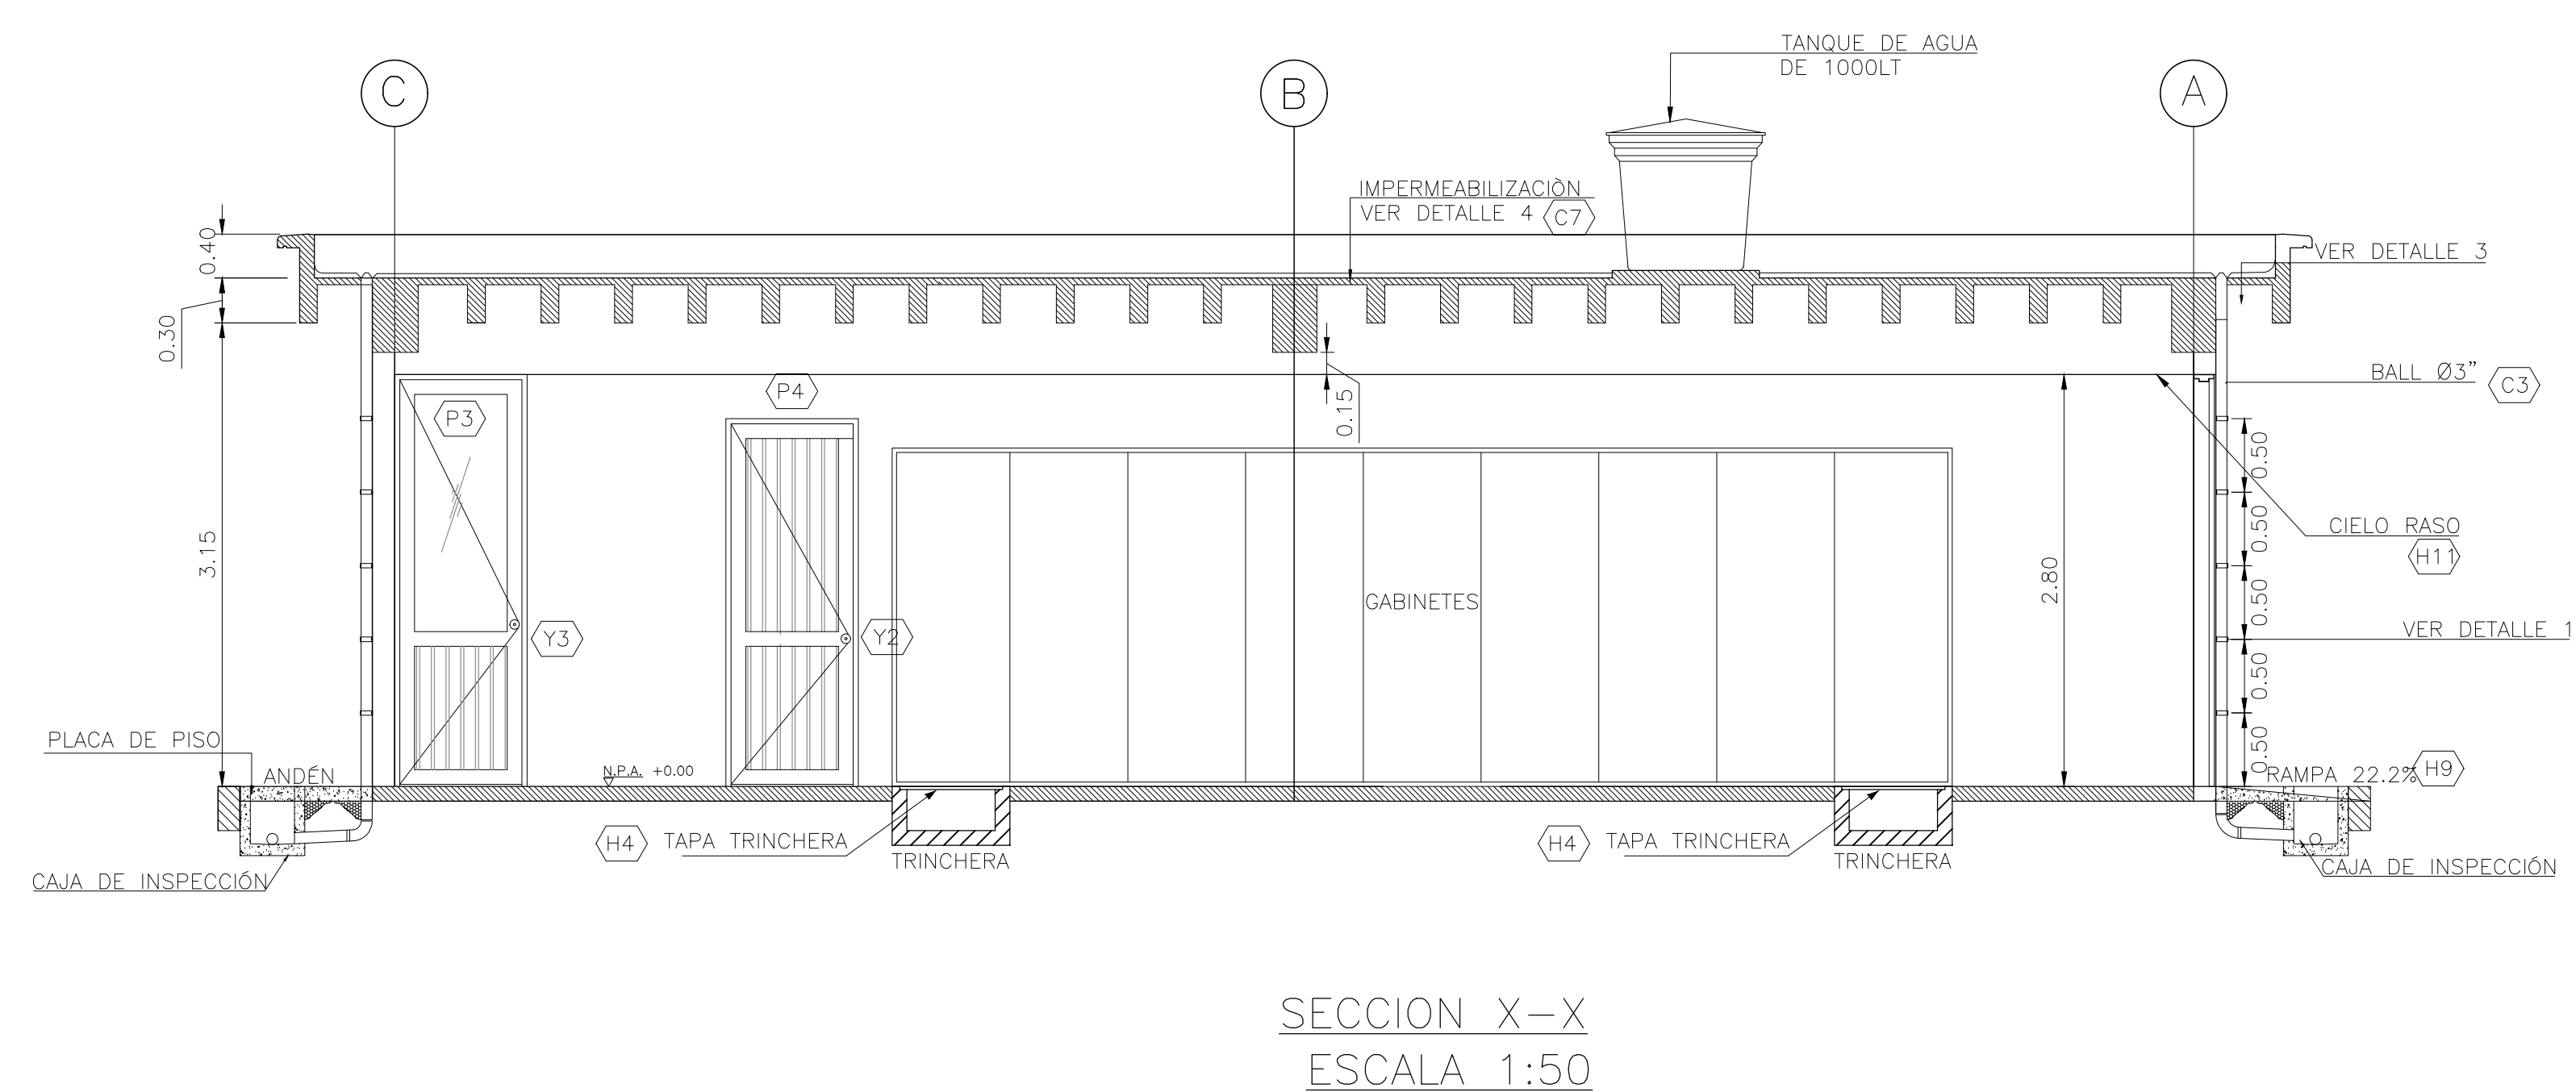 TANQUE DE AGUA
DE 1000LT
C
B
A
IMPERMEABILIZACIÒN
VER DETALLE 4
C7
0.40
VER DETALLE 3
0.30
BALL Ø3”
C3
P3
P4
0.15
0.50
0.50
CIELO RASO
H11
3.15
2.80
GABINETES
0.50
VER DETALLE 1
Y3
Y2
0.50
PLACA DE PISO
0.50
ANDÉN
N.P.A. +0.00
RAMPA 22.2%
H9
H4
TAPA TRINCHERA
TRINCHERA
H4
TAPA TRINCHERA
TRINCHERA
CAJA DE INSPECCIÓN
CAJA DE INSPECCIÓN
SECCION X-X
ESCALA 1:50